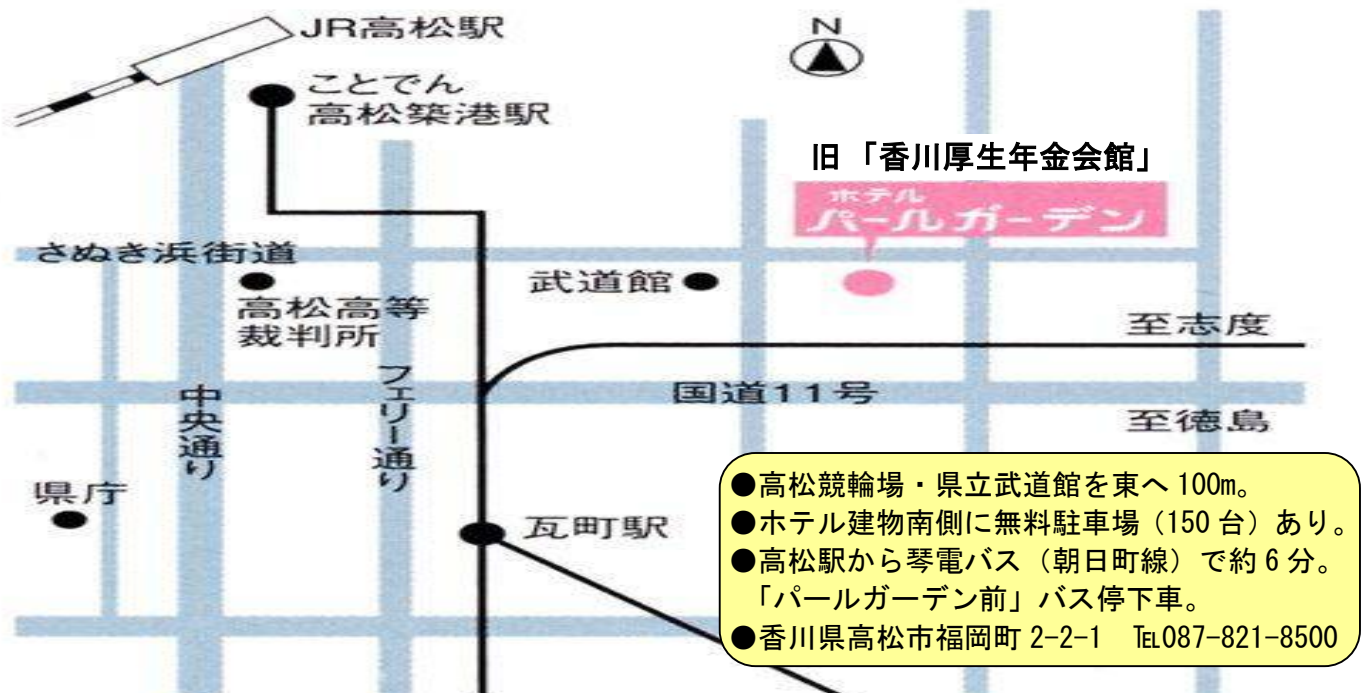 JR高松駅
N
ことでん
高松築港駅
旧「香川厚生年金会館」
ホテル
パールガーデン
さぬき浜街道
武道館
高松高等
裁判所
至志度
中央通り
フェリー通り
国道11号
至徳島
県庁
瓦町駅
●高松競輪場・県立武道館を東へ100m。
●ホテル建物南側に無料駐車場（150台）あり。
●高松駅から琴電バス（朝日町線）で約6分。
「パールガーデン前」バス停下車。
●香川県高松市福岡町2-2-1 ℡087-821-8500